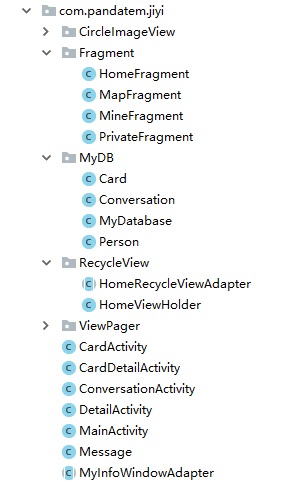 com.pandatem.jiyi
CircleImageView
Fragment
HomeFragment
MapFragment
MineFragment
PrivateFragment
MyDB
Card
Conversation
MyDatabase
Person
RecycleView
HomeRecycleViewAdapter
HomeViewHolder
ViewPager
CardActivity
CardDetailActivity
ConversationActivity
DetailActivity
MainActivity
Message
MyInfoWindowAdapter